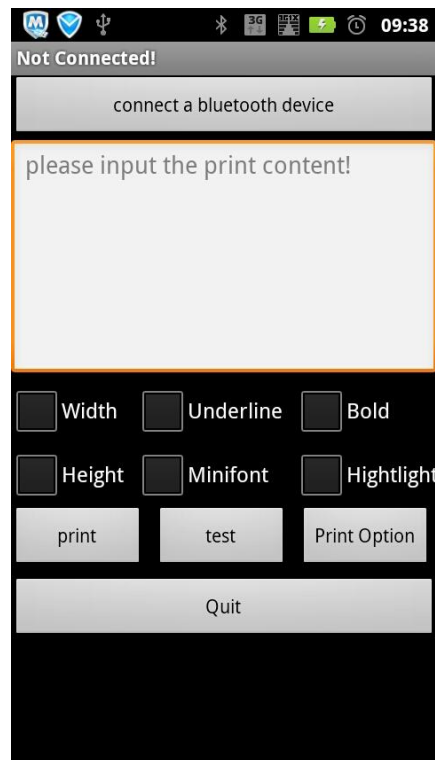 3G 09:38
Not Connected!
connect a bluetooth device
please input the print content!
Width Underline Bold
Height Minifont Hightlight
print test Print Option
Quit